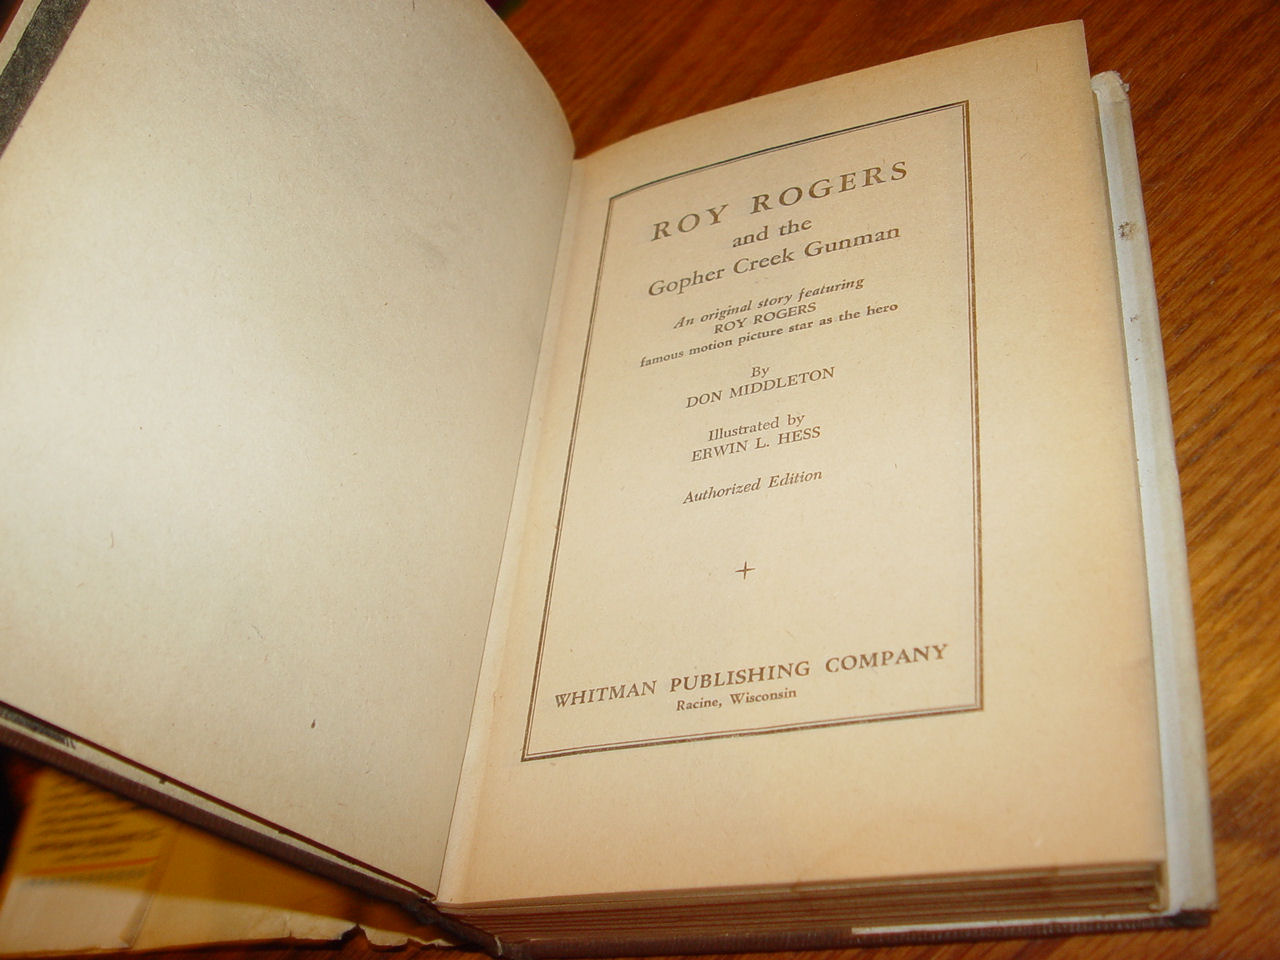 ROY ROGERS
and the
Gopher Creek Gunman
An original story featuring
ROY ROGERS
famous motion picture star as the hero
By
DON MIDDLETON
Illustrated by
ERWIN L. HESS
Authorized Edition
WHITMAN PUBLISHING COMPANY
Racine, Wisconsin